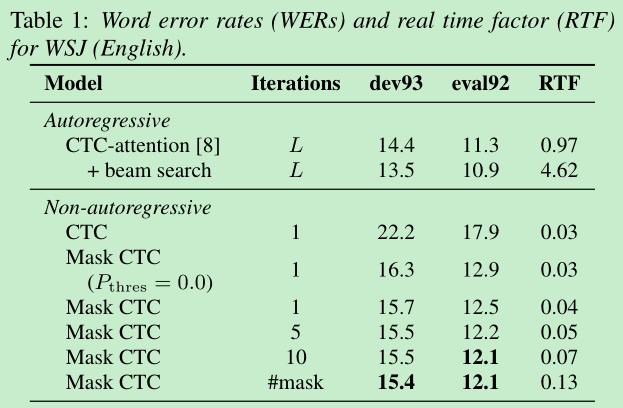 Table 1: Word error rates (WERs) and real time factor (RTF)
for WSJ (English).
Model Iterations dev93 eval92 RTF
Autoregressive
CTC-attention [8] L 14.4 11.3 0.97
+ beam search L 13.5 10.9 4.62
Non-autoregressive
CTC 1 22.2 17.9 0.03
Mask CTC
(Pthres = 0.0) 1 16.3 12.9 0.03
Mask CTC 1 15.7 12.5 0.04
Mask CTC 5 15.5 12.2 0.05
Mask CTC 10 15.5 12.1 0.07
Mask CTC #mask 15.4 12.1 0.13